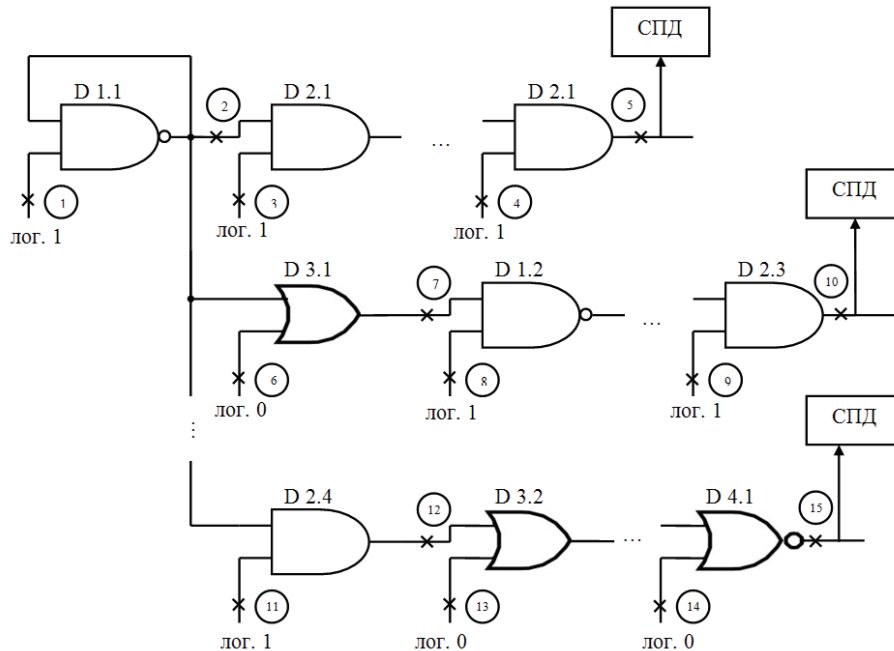 СПД
D 1.1
2
D 2.1
D 2.1
5
...
1
3
4
лог. 1
лог. 1
лог. 1
СПД
D 3.1
7
D 1.2
D 2.3
10
...
6
8
9
лог. 0
лог. 1
лог. 1
СПД
...
D 2.4
12
D 3.2
D 4.1
15
...
11
13
14
лог. 1
лог. 0
лог. 0